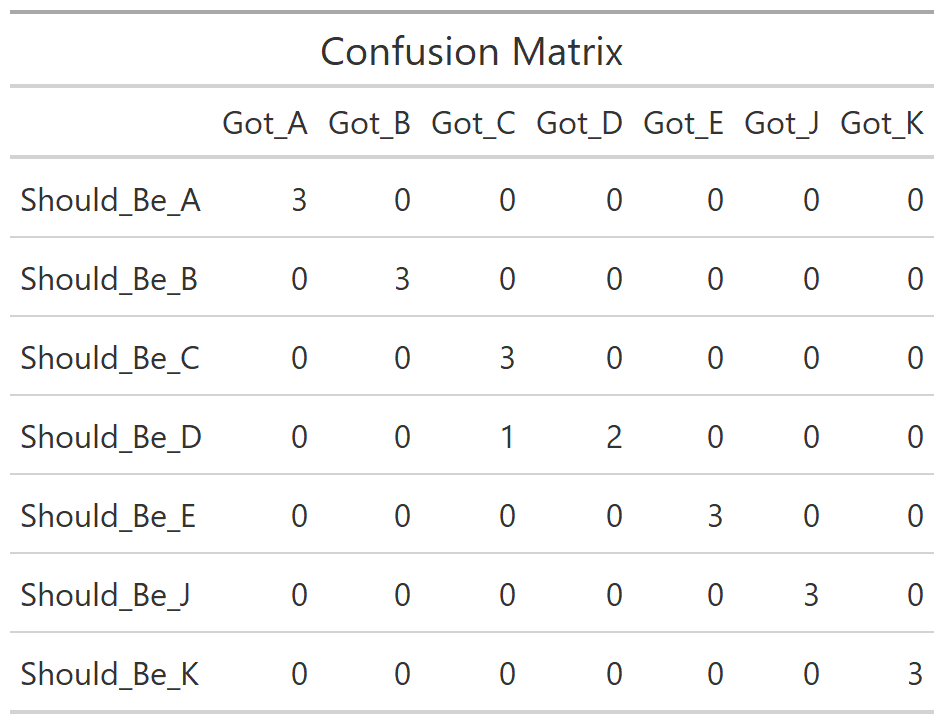 Confusion Matrix
Got_A Got_B Got_C Got_D Got_E Got_J Got_K
Should_Be_A 3 0 0 0 0 0 0
Should_Be_B 0 3 0 0 0 0 0
Should_Be_C 0 0 3 0 0 0 0
Should_Be_D 0 0 1 2 0 0 0
Should_Be_E 0 0 0 0 3 0 0
Should_Be_J 0 0 0 0 0 3 0
Should_Be_K 0 0 0 0 0 0 3